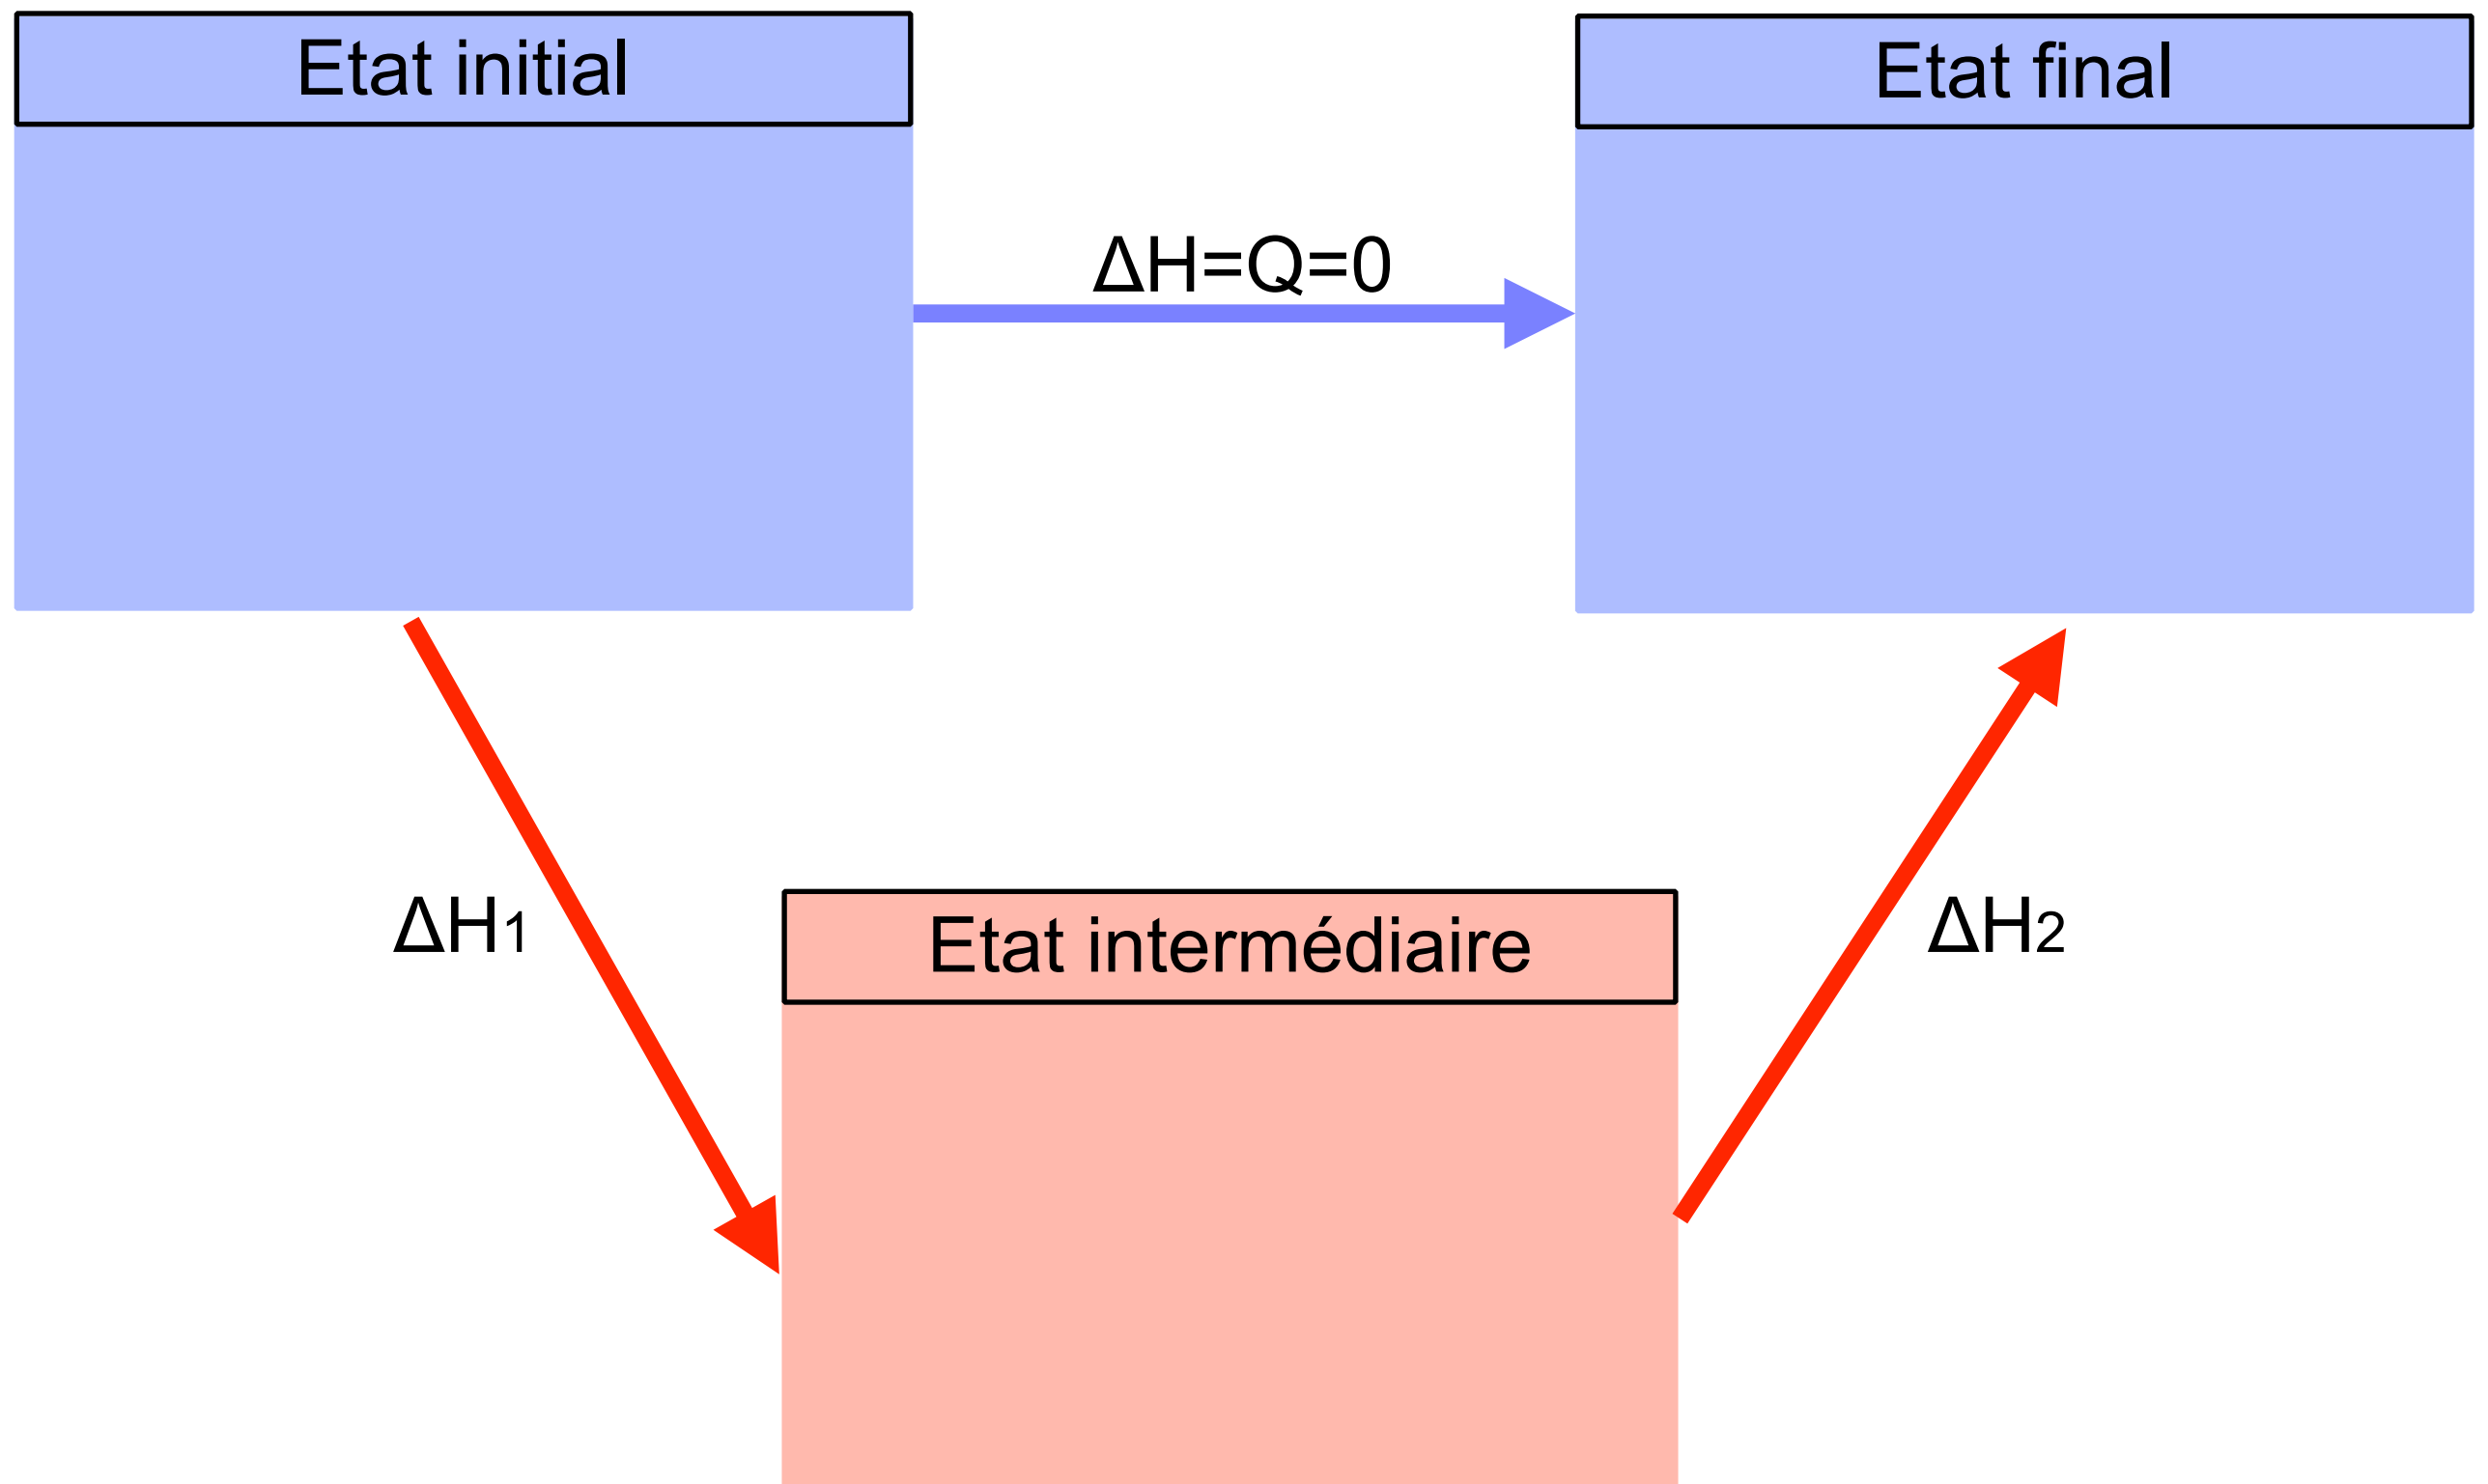 Etat initial
Etat final
ΔH=Q=0
ΔH1
Etat intermédiaire
ΔH2